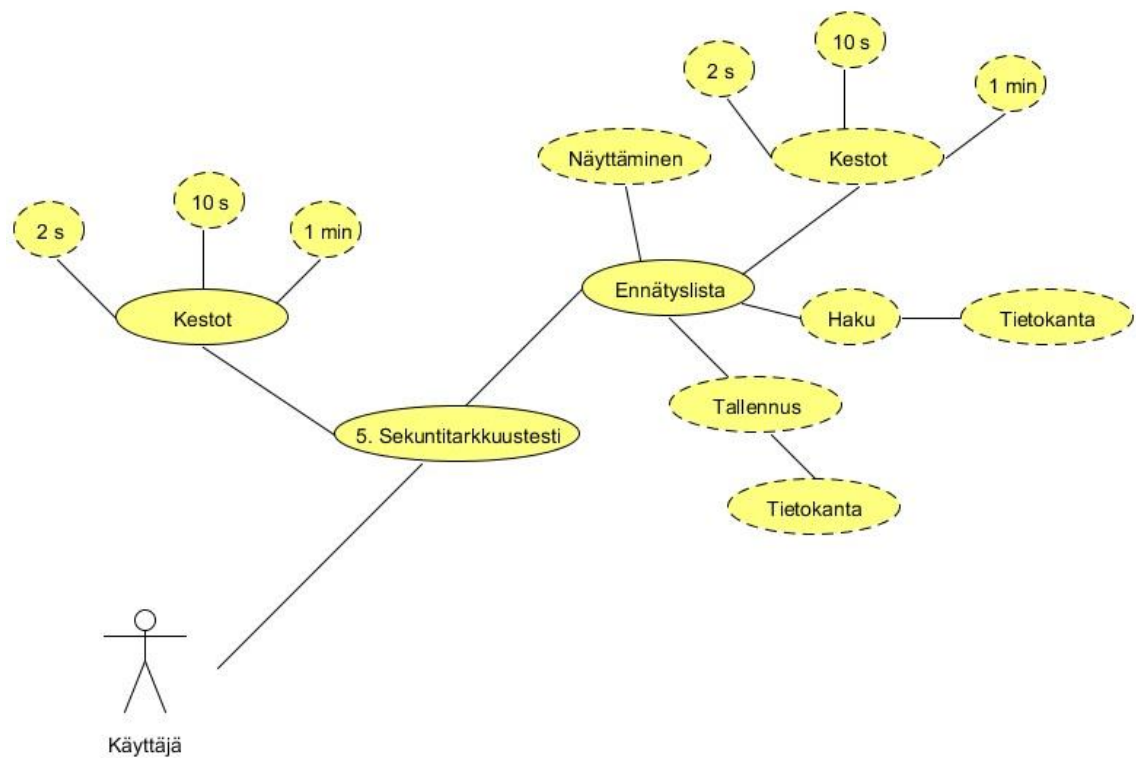 10 s
2 s
1 min
Näyttäminen
Kestot
10 s
2 s
1 min
Ennätyslista
Kestot
Haku
Tietokanta
Tallennus
5. Sekuntitarkkuustesti
Tietokanta
Käyttäjä